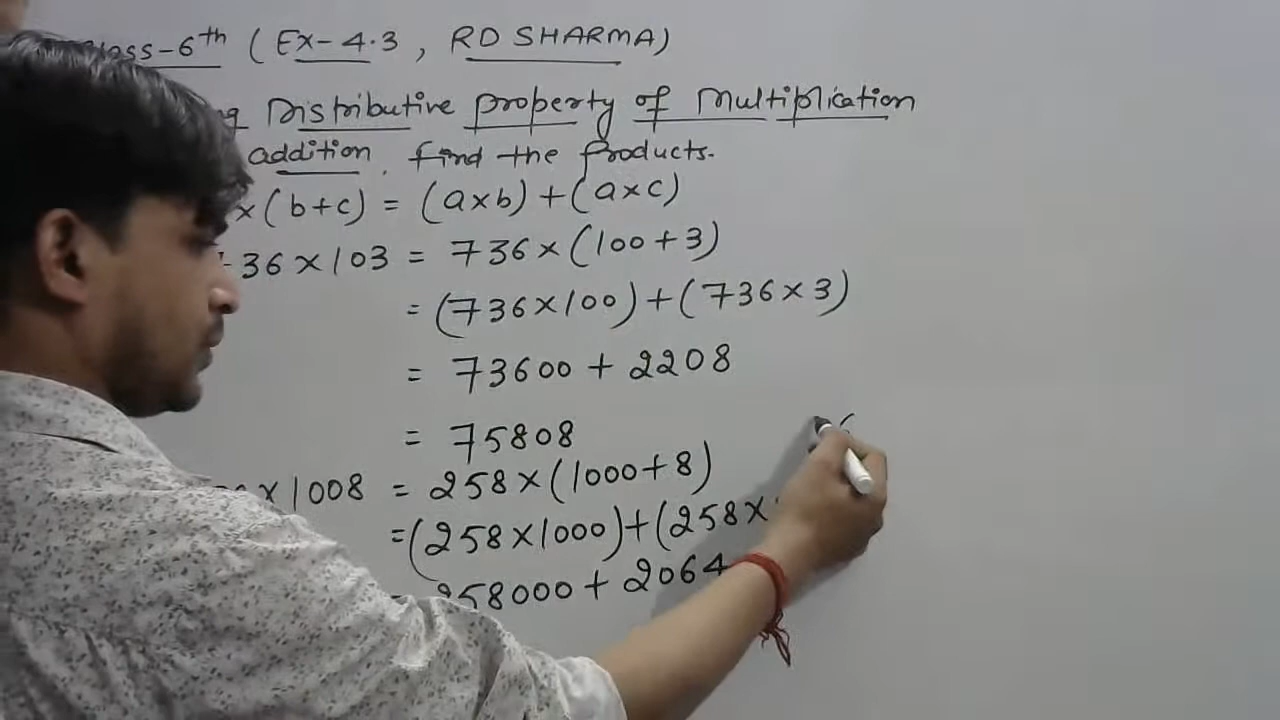 6th (Ex-4.3, RD SHARMA)
Distributive property of Multiplication
addition, find the products.
×(b+c) = (a×b)+(a×c)
36×103 = 736×(100+3)
= (736×100)+(736×3)
= 73600 + 2208
= 75808
×1008 = 258×(1000+8)
=(258×1000)+(258×
258000 + 2064